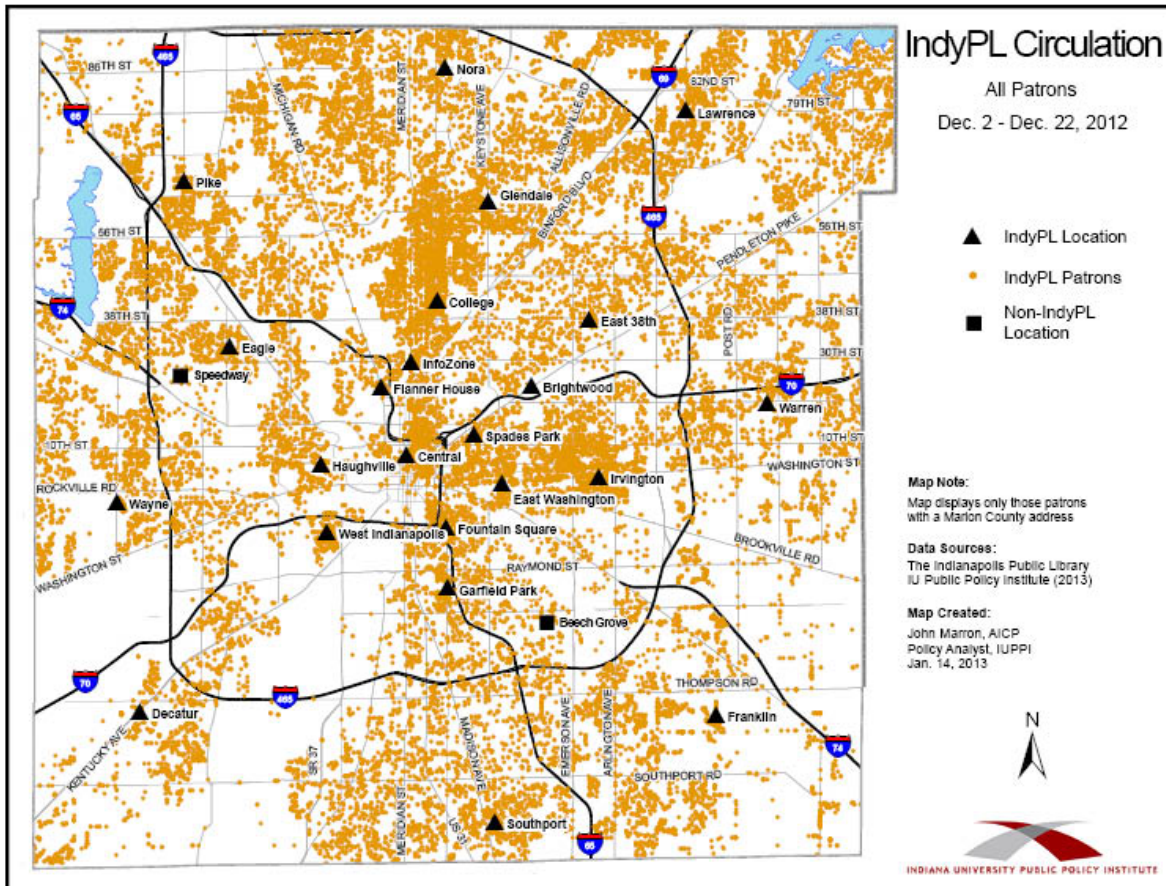 IndyPL Circulation
All Patrons
Dec. 2 - Dec. 22, 2012
IndyPL Location
IndyPL Patrons
Non-IndyPL
Location
Map Note:
Map displays only those patrons
with a Marion County address
Data Sources:
The Indianapolis Public Library
IU Public Policy Institute (2013)
Map Created:
John Marron, AICP
Policy Analyst, IUPPI
Jan. 14, 2013
N
INDIANA UNIVERSITY PUBLIC POLICY INSTITUTE
86TH ST
465
MICHIGAN RD
MERIDIAN ST
Nora
KEYSTONE AVE
ALLISONVILLE RD
69
82ND ST
79TH ST
Lawrence
65
Pike
Glendale
BINFORD BLVD
465
56TH ST
PENDLETON PIKE
56TH ST
74
38TH ST
College
East 38th
POST RD
38TH ST
Eagle
InfoZone
30TH ST
Speedway
Flanner House
Brightwood
70
Warren
10TH ST
Spades Park
10TH ST
Haughville
Central
WASHINGTON ST
ROCKVILLE RD
Irvington
Wayne
East Washington
West Indianapolis
Fountain Square
BROOKVILLE RD
WASHINGTON ST
RAYMOND ST
Garfield Park
Beech Grove
70
465
THOMPSON RD
Decatur
Franklin
KENTUCKY AVE
SR 37
MADISON AVE
EMERSON AVE
ARLINGTON AVE
74
SOUTHPORT RD
MERIDIAN ST
US 31
Southport
65